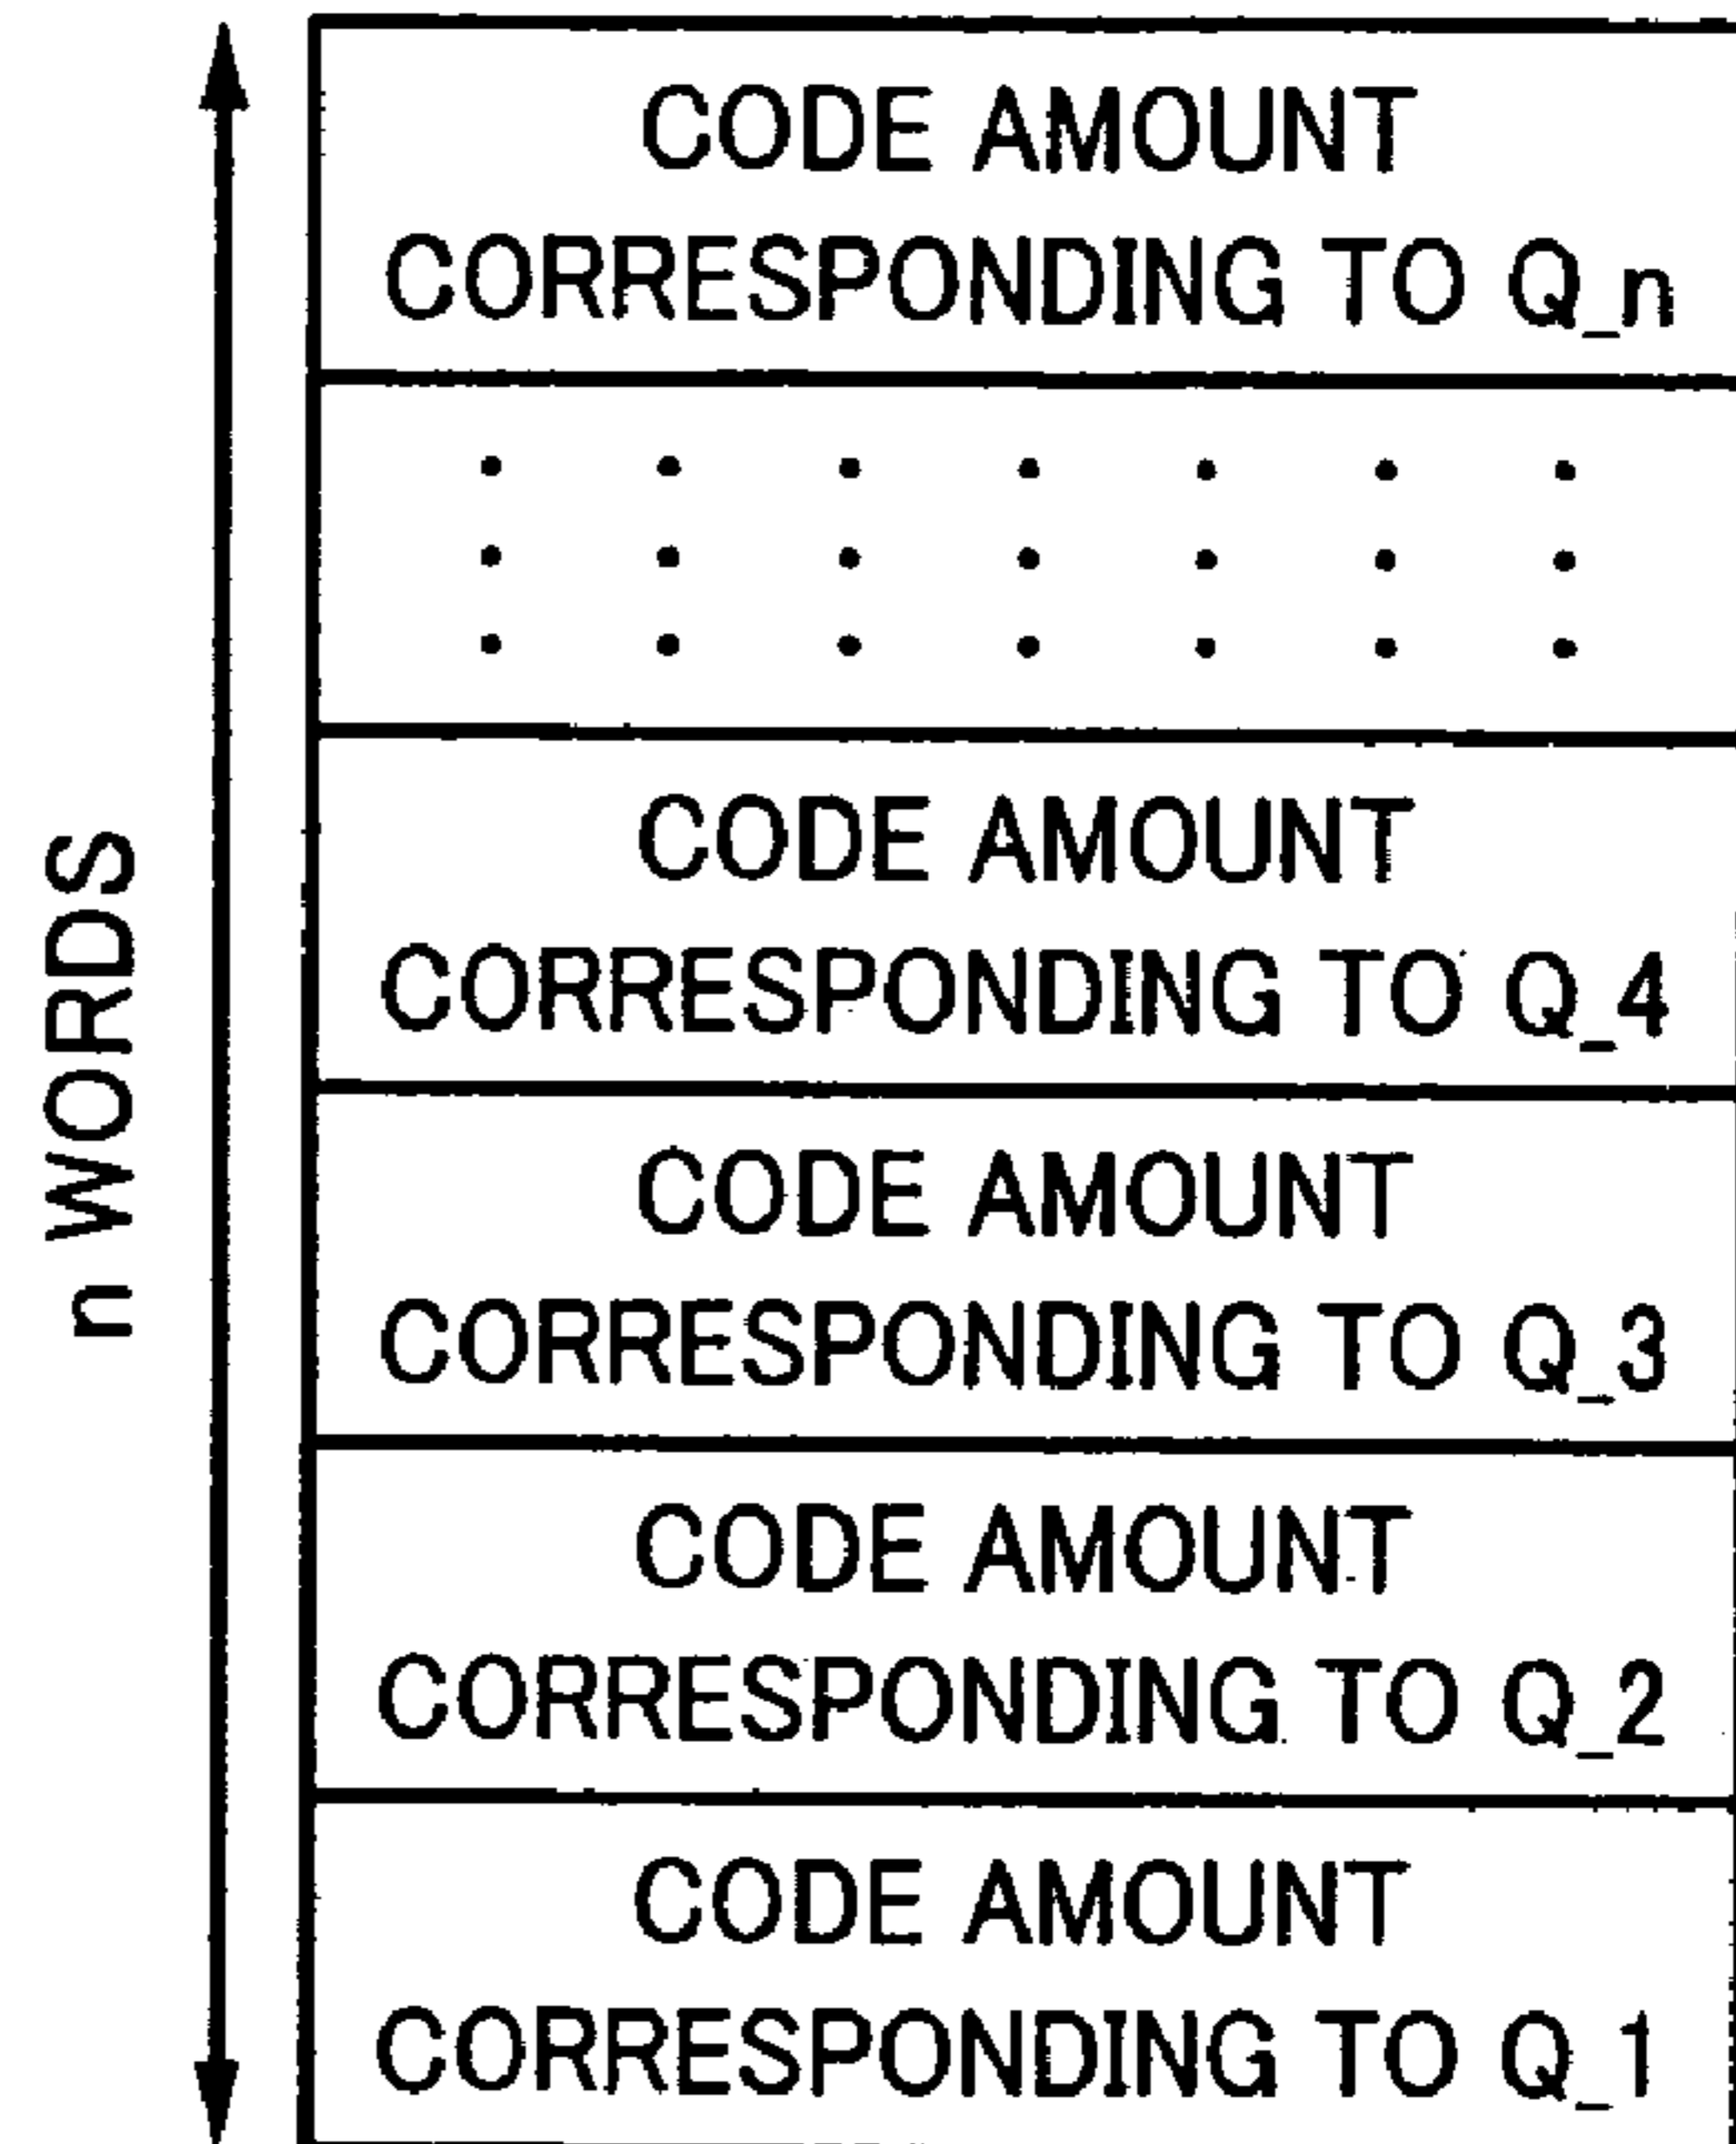 CODE AMOUNT
CORRESPONDING TO Q_n
CODE AMOUNT
CORRESPONDING TO Q_4
CODE AMOUNT
CORRESPONDING TO Q_3
CODE AMOUNT
CORRESPONDING TO Q_2
CODE AMOUNT
CORRESPONDING TO Q_1
n WORDS